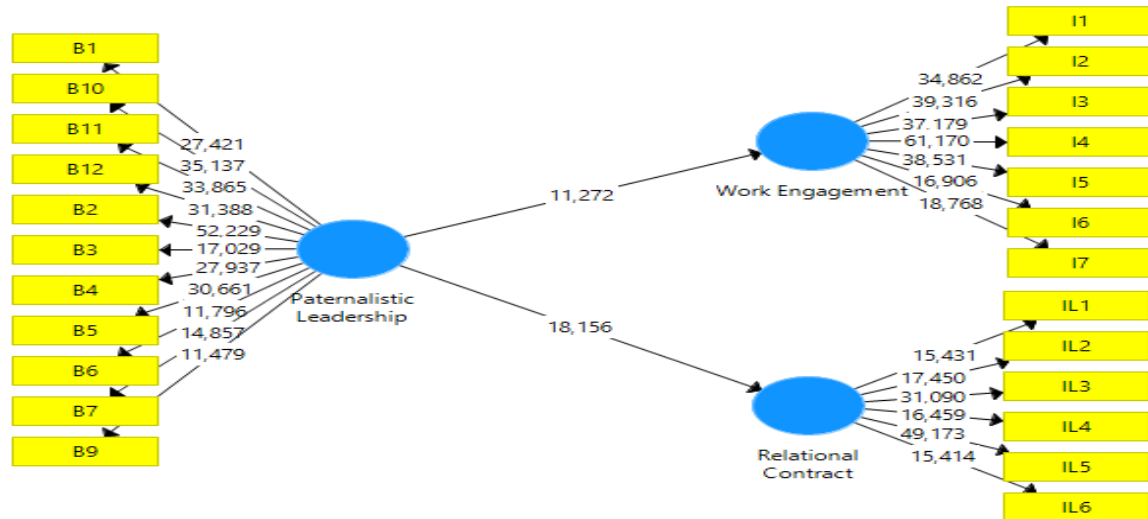 B1
B10
B11
B12
B2
B3
B4
B5
B6
B7
B9
27,421
35,137
33,865
31,388
52,229
17,029
27,937
30,661
11,796
14,857
11,479
Paternalistic
Leadership
11,272
18,156
Work Engagement
34,862
39,316
37.179
61,170
38,531
16,906
18,768
I1
I2
I3
I4
I5
I6
I7
Relational
Contract
15,431
17,450
31,090
16,459
49,173
15,414
IL1
IL2
IL3
IL4
IL5
IL6